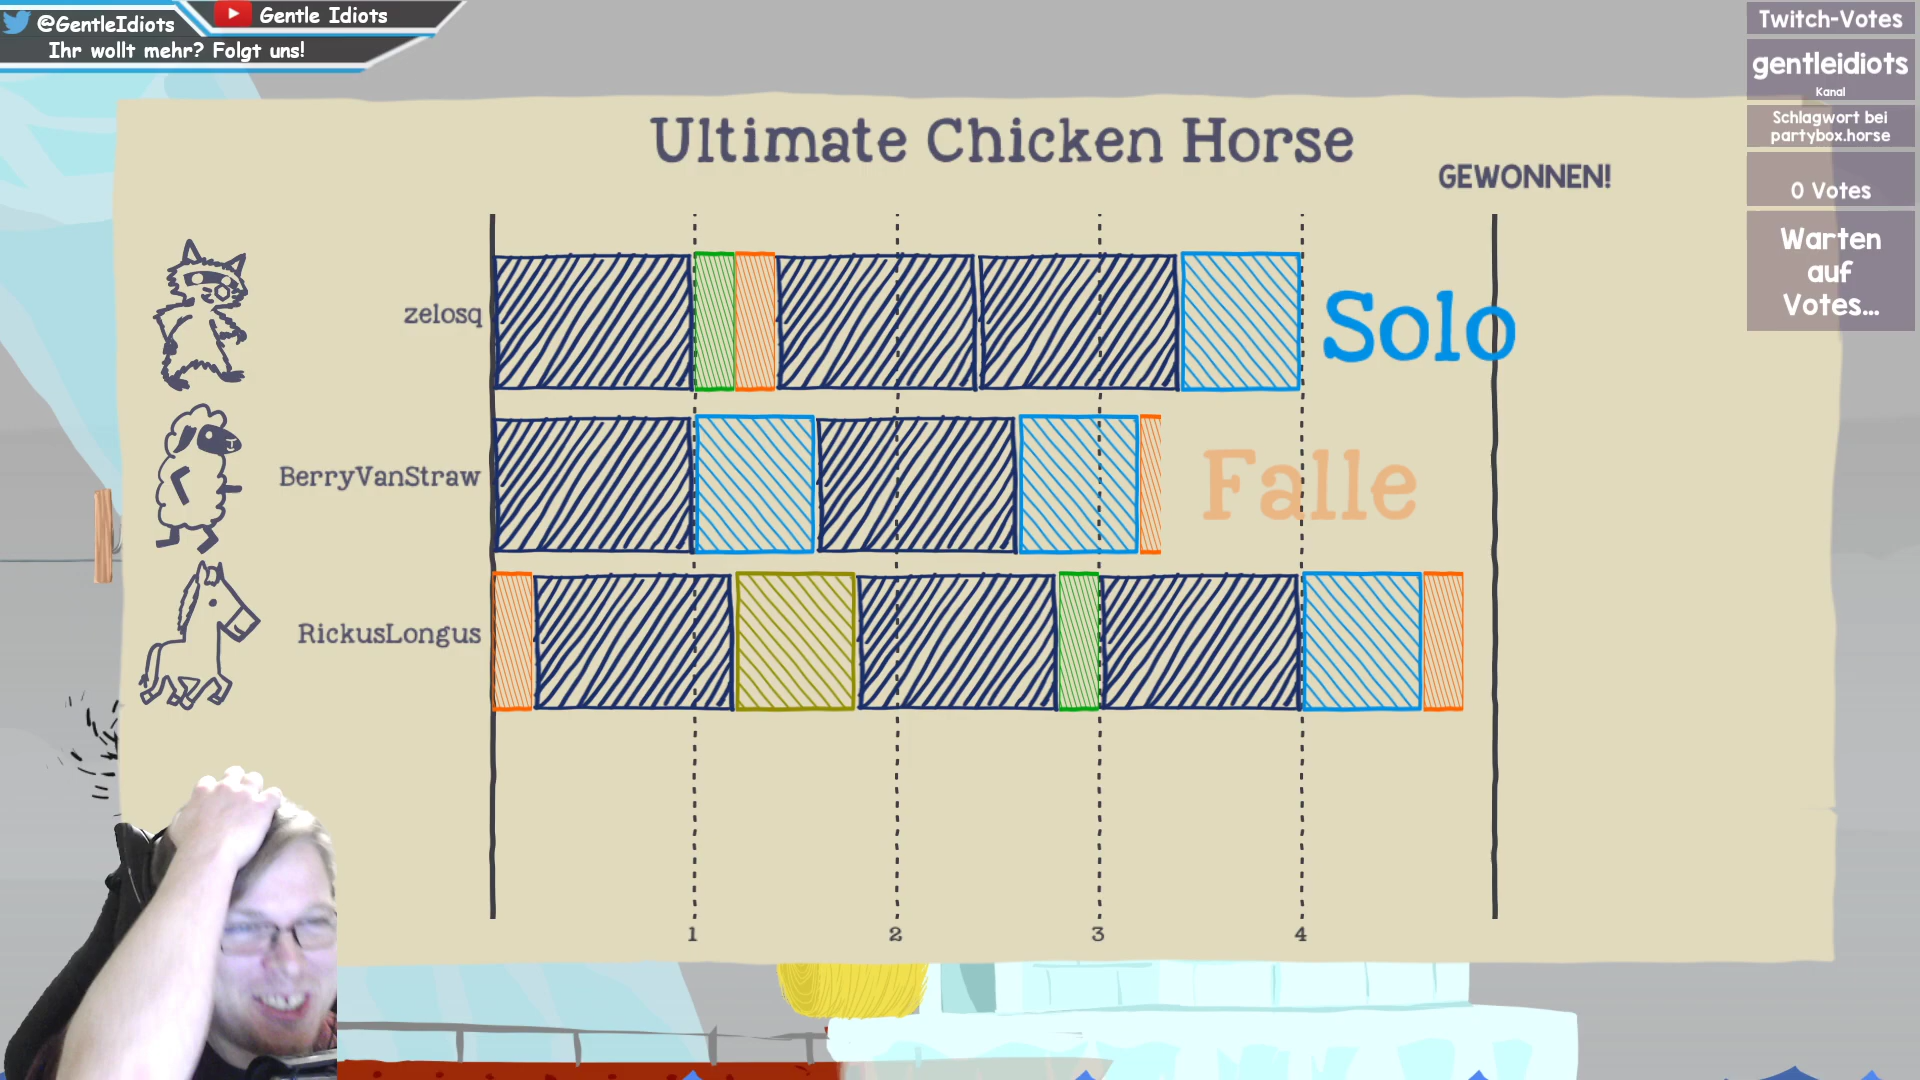 @GentleIdiots
Gentle Idiots
Ihr wollt mehr? Folgt uns!
Twitch-Votes
gentleidiots
Kanal
Schlagwort bei
partybox.horse
0 Votes
Warten
auf
Votes...
Ultimate Chicken Horse
GEWONNEN!
zelosq
Solo
BerryVanStraw
Falle
RickusLongus
1 2 3 4